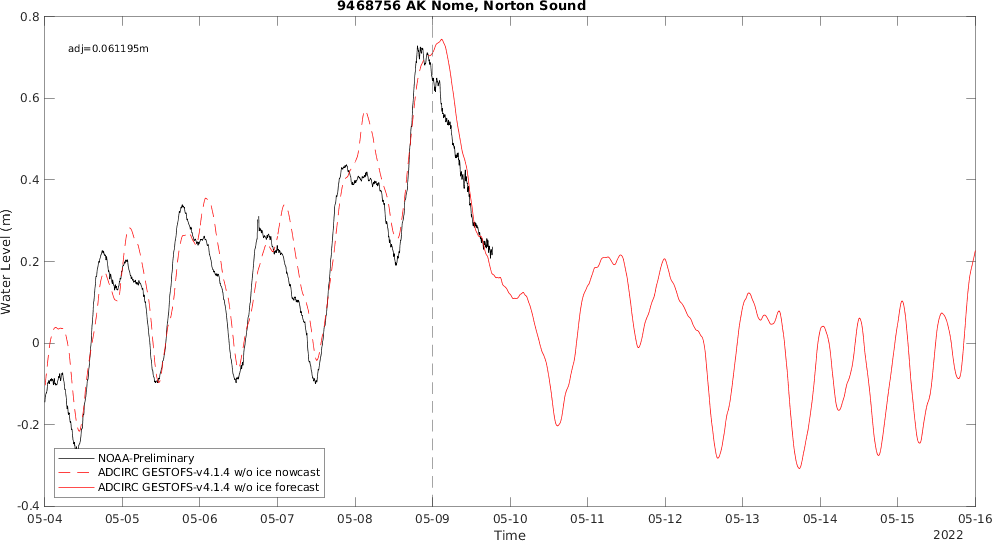 9468756 AK Nome, Norton Sound
adj=0.061195m
Water Level (m)
0.8
0.6
0.4
0.2
0
-0.2
-0.4
NOAA-Preliminary
ADCIRC GESTOFS-v4.1.4 w/o ice nowcast
ADCIRC GESTOFS-v4.1.4 w/o ice forecast
05-04 05-05 05-06 05-07 05-08 05-09 05-10 05-11 05-12 05-13 05-14 05-15 05-16
Time
2022